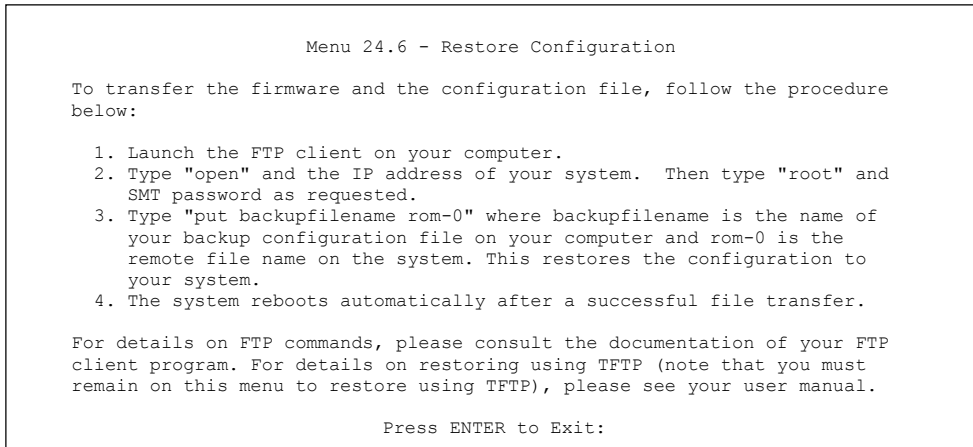 Menu 24.6 - Restore Configuration
To transfer the firmware and the configuration file, follow the procedure
below:
1. Launch the FTP client on your computer.
2. Type "open" and the IP address of your system.  Then type "root" and
SMT password as requested.
3. Type "put backupfilename rom-0" where backupfilename is the name of
your backup configuration file on your computer and rom-0 is the
remote file name on the system. This restores the configuration to
your system.
4. The system reboots automatically after a successful file transfer.
For details on FTP commands, please consult the documentation of your FTP
client program. For details on restoring using TFTP (note that you must
remain on this menu to restore using TFTP), please see your user manual.
Press ENTER to Exit: